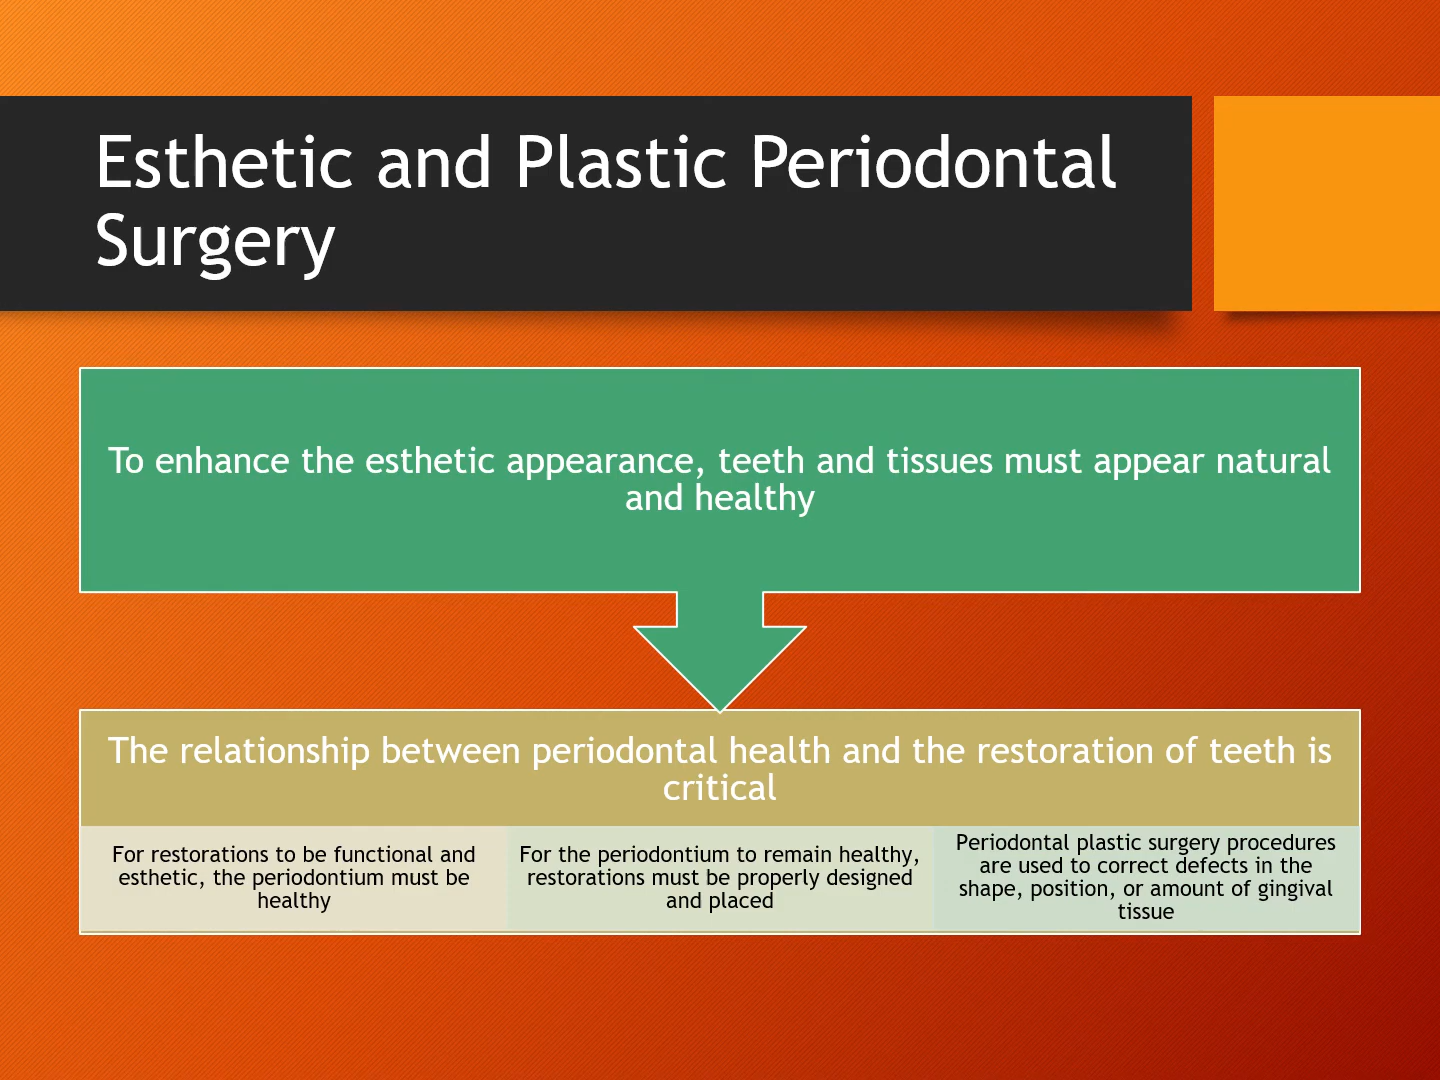 Esthetic and Plastic Periodontal
Surgery
To enhance the esthetic appearance, teeth and tissues must appear natural
and healthy
The relationship between periodontal health and the restoration of teeth is
critical
For restorations to be functional and
esthetic, the periodontium must be
healthy
For the periodontium to remain healthy,
restorations must be properly designed
and placed
Periodontal plastic surgery procedures
are used to correct defects in the
shape, position, or amount of gingival
tissue